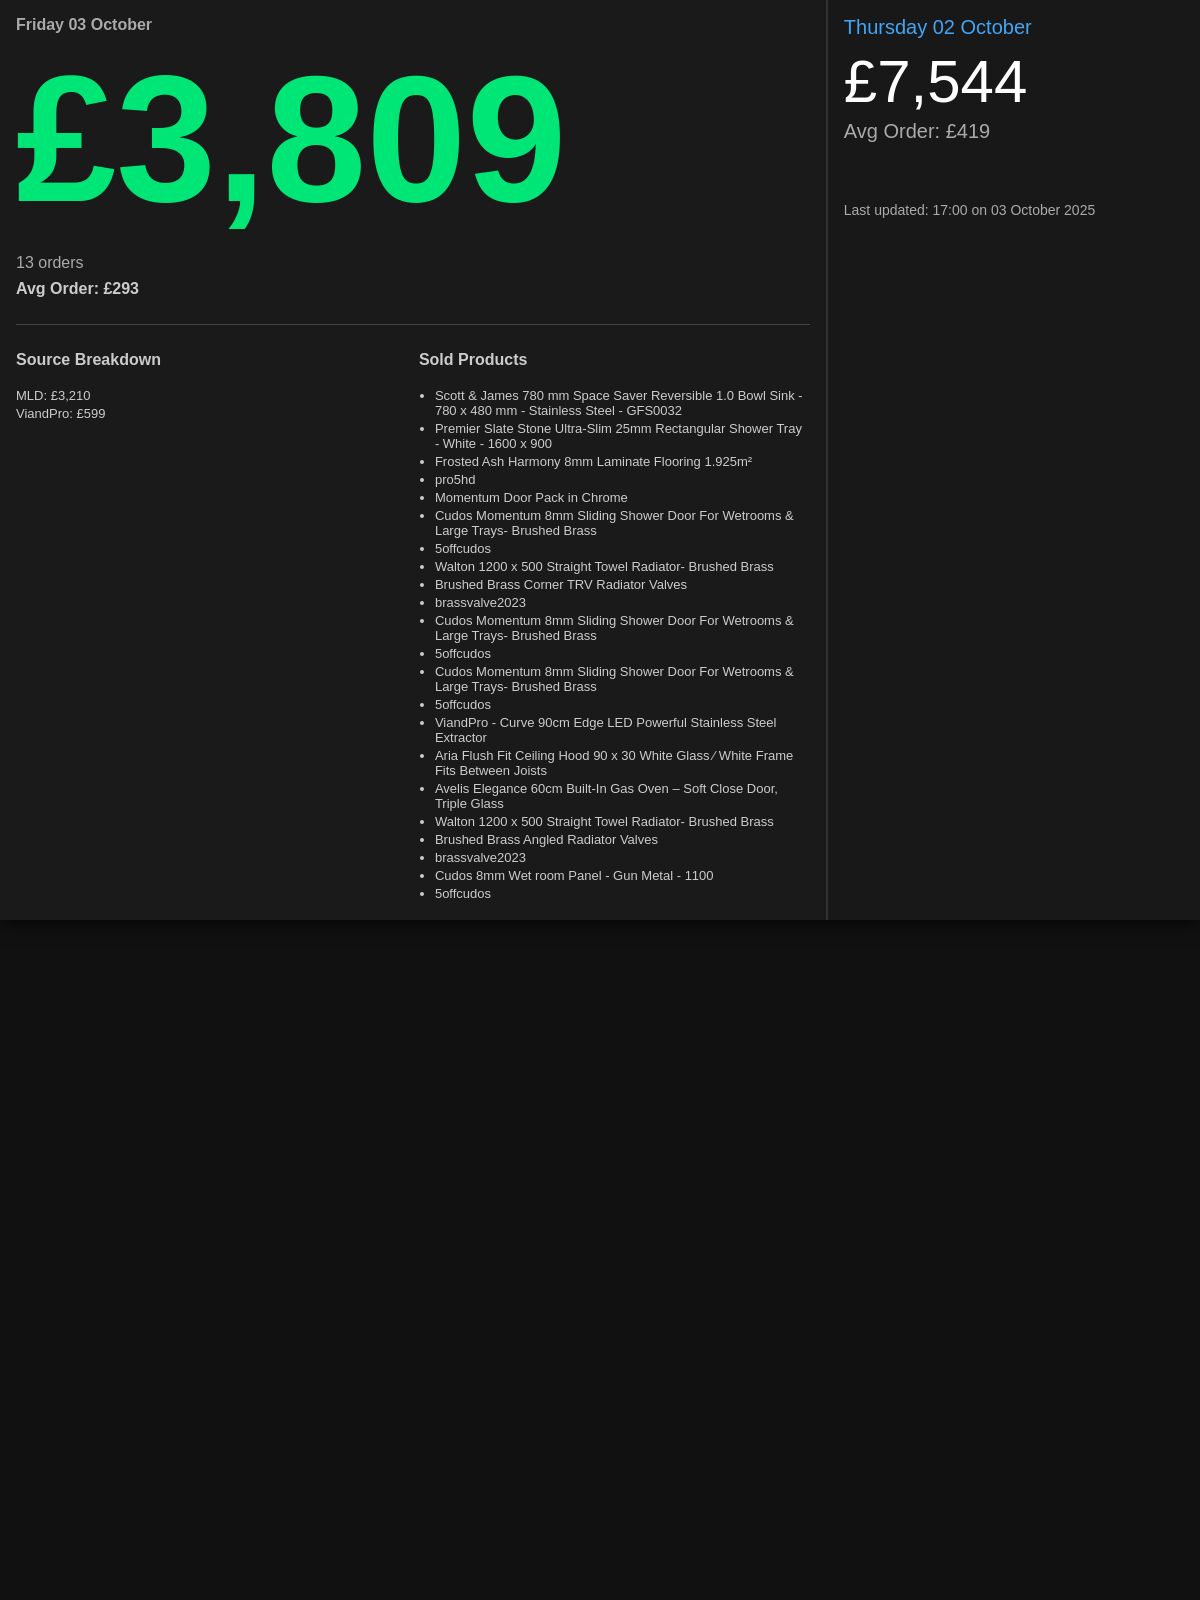 Friday 03 October
£3,809
13 orders
Avg Order: £293
Source Breakdown
MLD: £3,210
ViandPro: £599
Sold Products
Scott & James 780 mm Space Saver Reversible 1.0 Bowl Sink -
780 x 480 mm - Stainless Steel - GFS0032
Premier Slate Stone Ultra-Slim 25mm Rectangular Shower Tray
- White - 1600 x 900
Frosted Ash Harmony 8mm Laminate Flooring 1.925m²
pro5hd
Momentum Door Pack in Chrome
Cudos Momentum 8mm Sliding Shower Door For Wetrooms &
Large Trays- Brushed Brass
5offcudos
Walton 1200 x 500 Straight Towel Radiator- Brushed Brass
Brushed Brass Corner TRV Radiator Valves
brassvalve2023
Cudos Momentum 8mm Sliding Shower Door For Wetrooms &
Large Trays- Brushed Brass
5offcudos
Cudos Momentum 8mm Sliding Shower Door For Wetrooms &
Large Trays- Brushed Brass
5offcudos
ViandPro - Curve 90cm Edge LED Powerful Stainless Steel
Extractor
Aria Flush Fit Ceiling Hood 90 x 30 White Glass ⁄ White Frame
Fits Between Joists
Avelis Elegance 60cm Built-In Gas Oven – Soft Close Door,
Triple Glass
Walton 1200 x 500 Straight Towel Radiator- Brushed Brass
Brushed Brass Angled Radiator Valves
brassvalve2023
Cudos 8mm Wet room Panel - Gun Metal - 1100
5offcudos
Thursday 02 October
£7,544
Avg Order: £419
Last updated: 17:00 on 03 October 2025